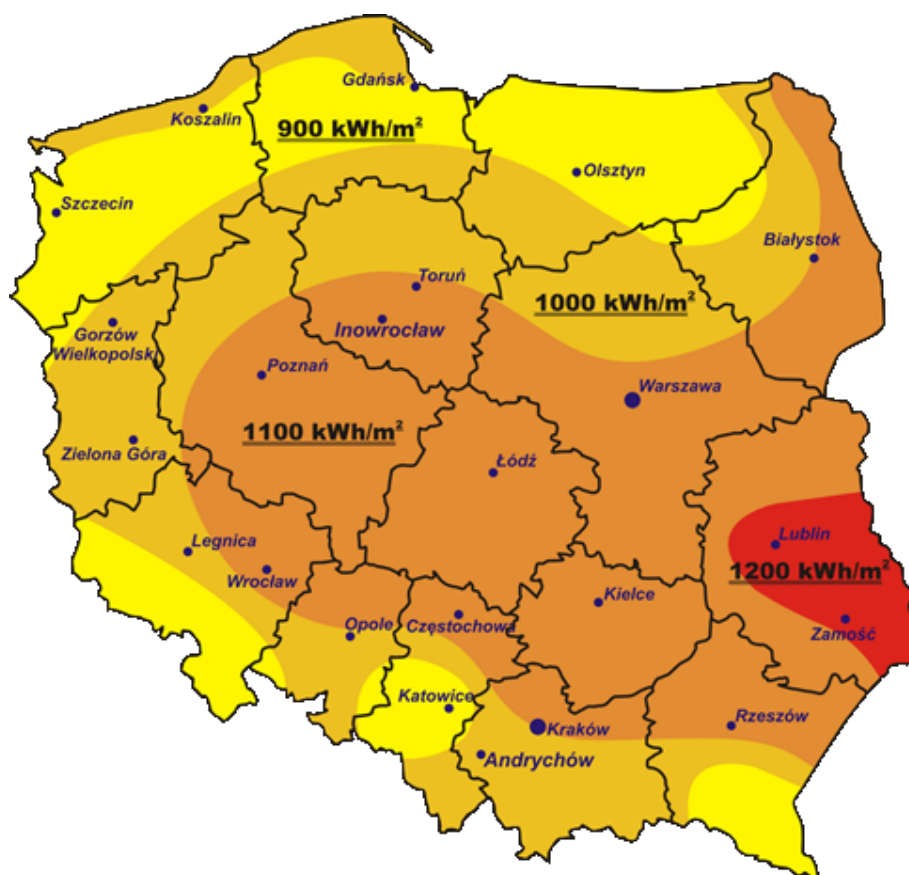 Gdańsk
Koszalin
900 kWh/m²
Olsztyn
Szczecin
Białystok
Toruń
1000 kWh/m²
Inowrocław
Gorzów
Wielkopolski
Poznań
Warszawa
1100 kWh/m²
Zielona Góra
Łódź
Lublin
Legnica
1200 kWh/m²
Wrocław
Kielce
Opole
Częstochowa
Zamość
Katowice
Rzeszów
Kraków
Andrychów